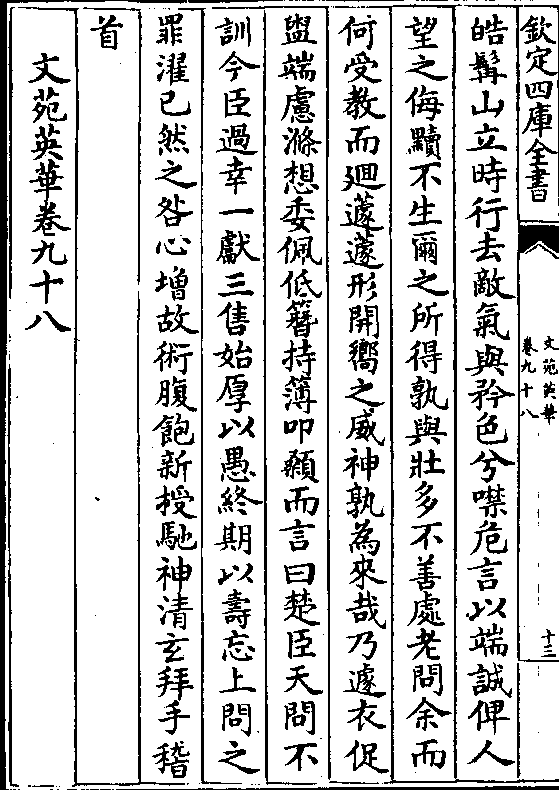 欽定四庫全書
文苑英華
卷九十八
十三
皓髯山立時行去敵氣與矜色兮噤危言以端誠俾人
望之侮黷不生爾之所得孰與壯多不善處老問余而
何受教而廻蘧蘧形開嚮之威神孰為來哉乃遽衣促
盥端慮滌想委佩低簪持簿叩顙而言曰楚臣天問不
訓今臣過幸一獻三售始厚以愚終期以壽忘上問之
罪濯已然之咎心增故術腹飽新授馳神清玄拜手稽
首
文苑英華卷九十八